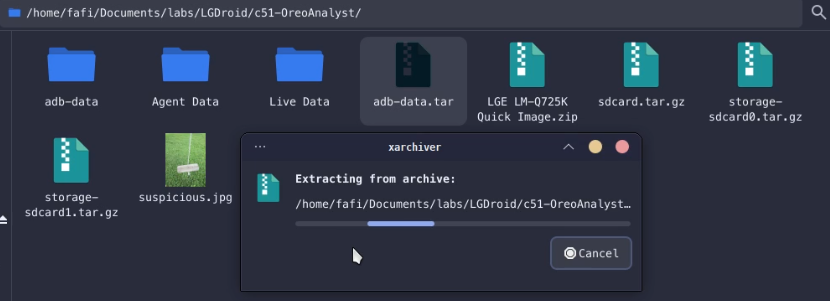 /home/fafi/Documents/labs/LGDroid/c51-OreoAnalyst/
adb-data
Agent Data
Live Data
adb-data.tar
LGE LM-Q725K
Quick Image.zip
sdcard.tar.gz
storage-
sdcard0.tar.gz
storage-
sdcard1.tar.gz
suspicious.jpg
xarchiver
Extracting from archive:
/home/fafi/Documents/labs/LGDroid/c51-OreoAnalyst…
Cancel